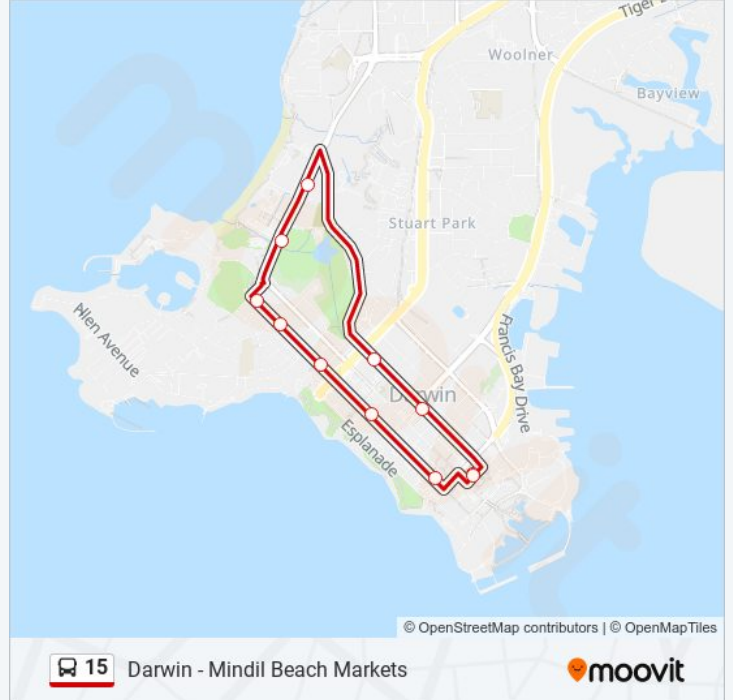 Tiger
Woolner
Bayview
Stuart Park
Allen Avenue
Francis Bay Drive
Darwin
Esplanade
© OpenStreetMap contributors | © OpenMapTiles
15 Darwin - Mindil Beach Markets moovit